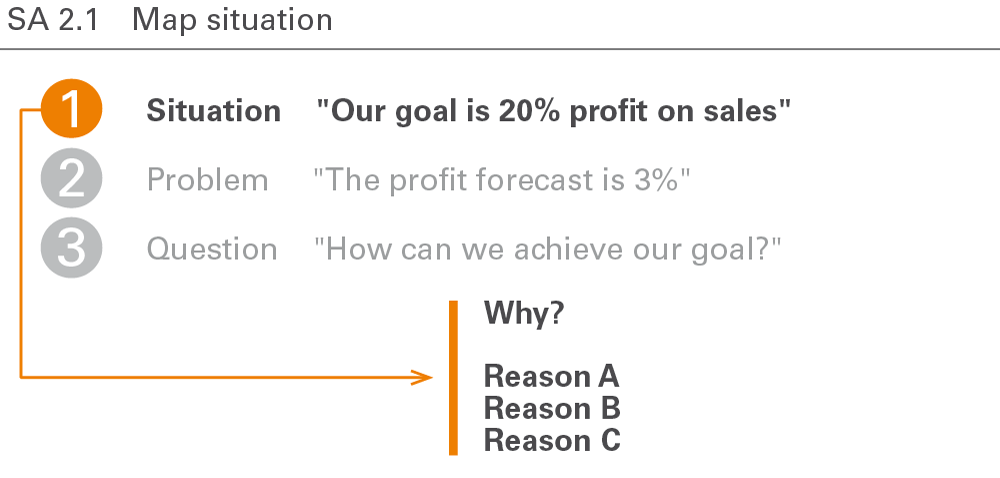 SA 2.1 Map situation
1 Situation "Our goal is 20% profit on sales"
2 Problem "The profit forecast is 3%"
3 Question "How can we achieve our goal?"
Why?
Reason A
Reason B
Reason C